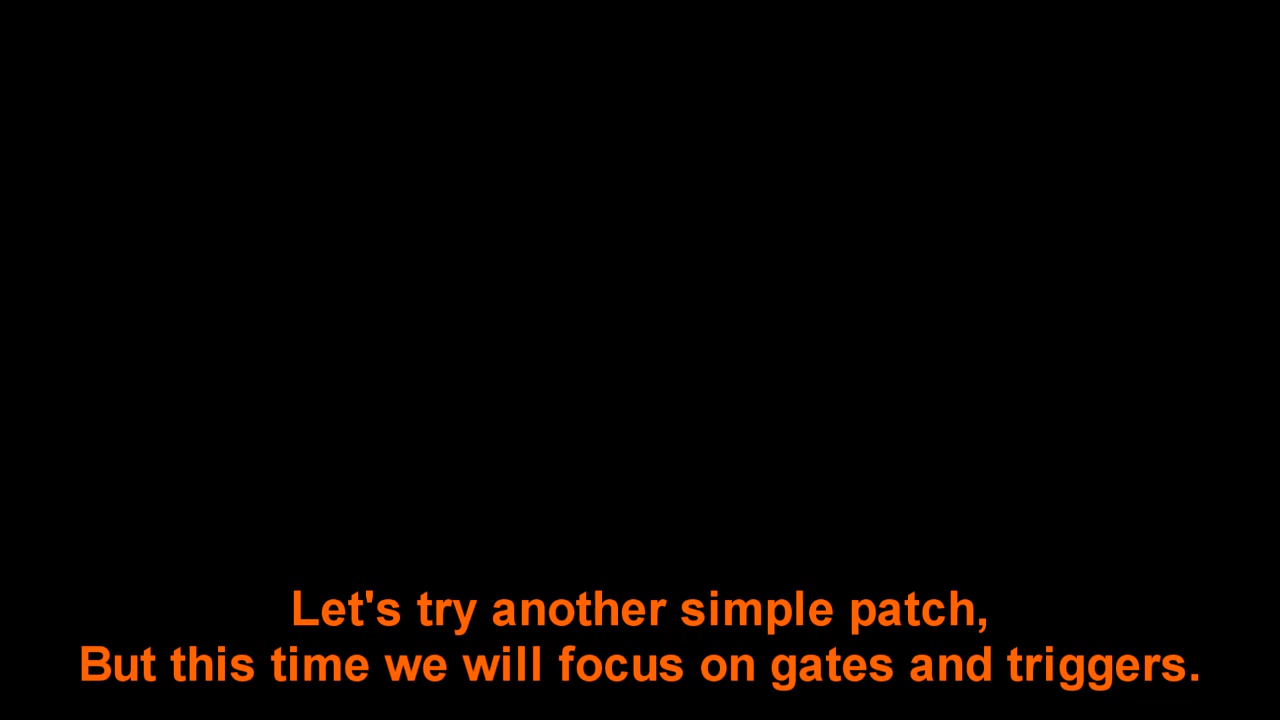 Let's try another simple patch,
But this time we will focus on gates and triggers.